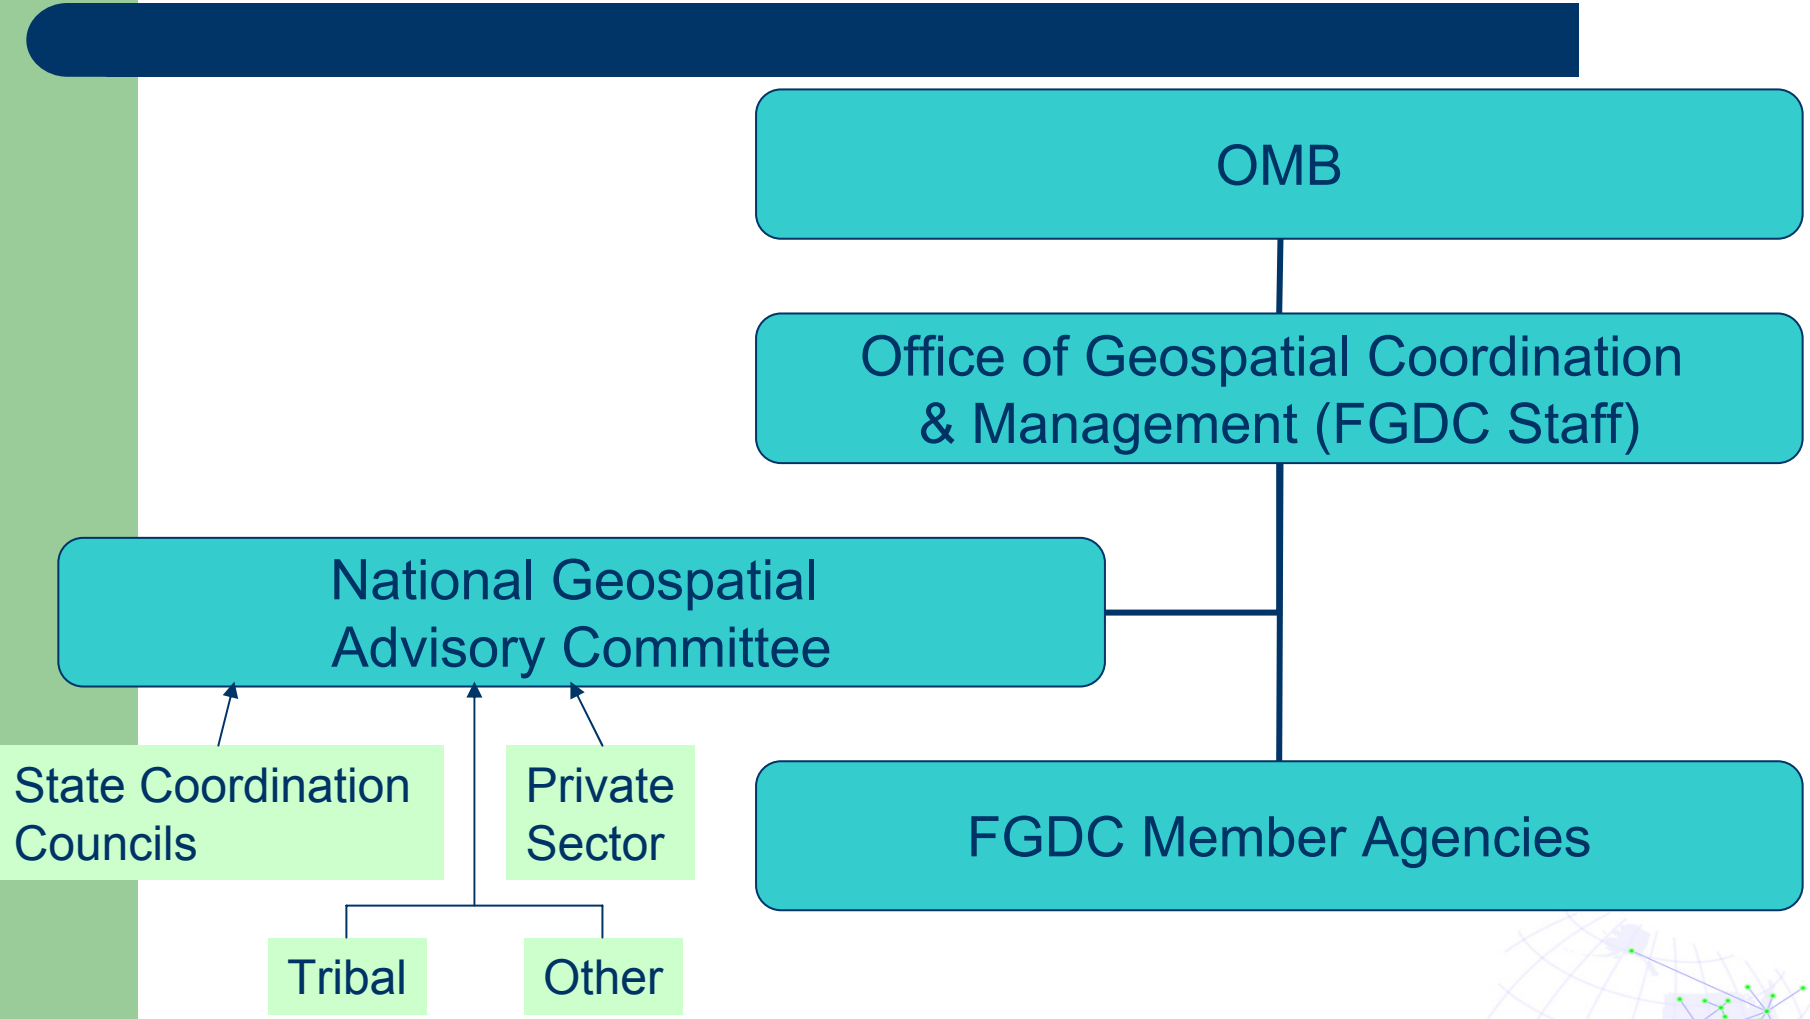 OMB
Office of Geospatial Coordination
& Management (FGDC Staff)
National Geospatial
Advisory Committee
State Coordination
Councils
Private
Sector
FGDC Member Agencies
Tribal
Other